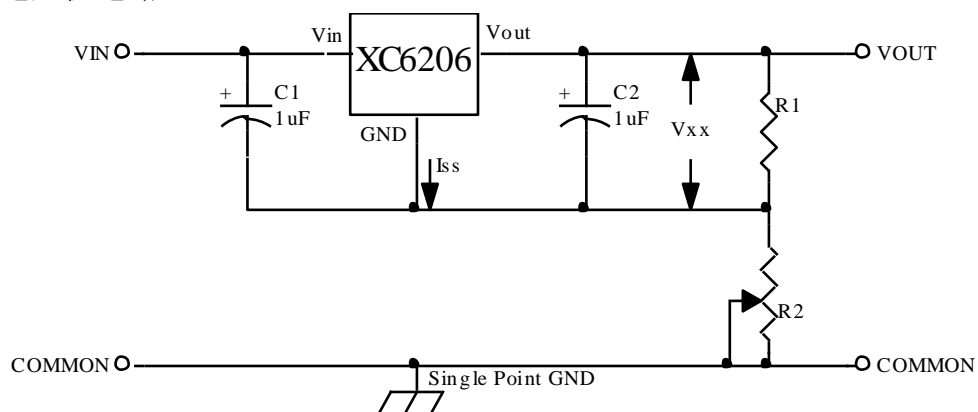 VIN
Vin
XC6206
Vout
VOUT
+
C1
1uF
+
C2
1uF
R1
Vxx
GND
Iss
R2
COMMON
Single Point GND
COMMON